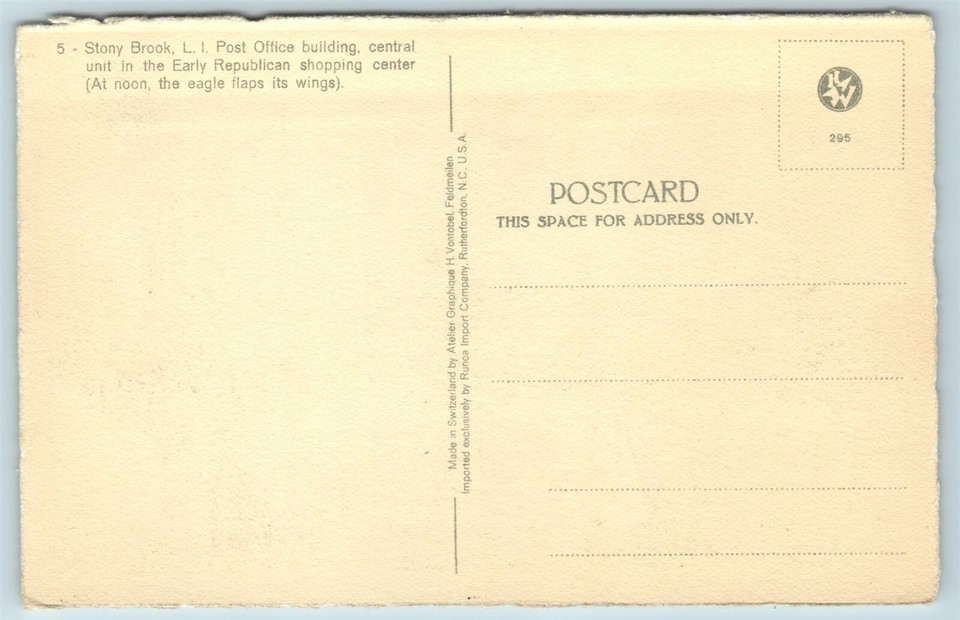 5 - Stony Brook, L. I. Post Office building, central
unit in the Early Republican shopping center
(At noon, the eagle flaps its wings).
Made in Switzerland by Atelier Graphique H. Vontobel, Feldmeilen
Imported exclusively by Runca Import Company, Rutherfordton, N.C. U.S.A.
295
POSTCARD
THIS SPACE FOR ADDRESS ONLY.